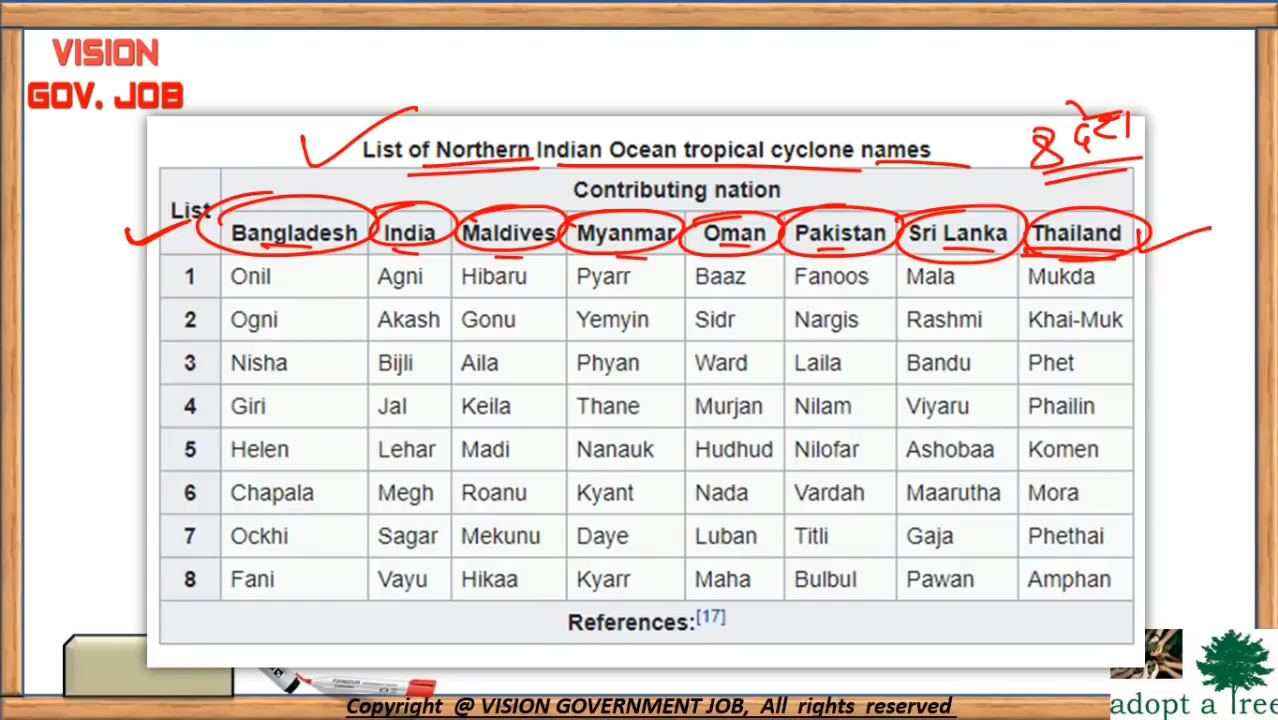 VISION
GOV. JOB
8 देश
List of Northern Indian Ocean tropical cyclone names
List Contributing nation
Bangladesh India Maldives Myanmar Oman Pakistan Sri Lanka Thailand
1 Onil Agni Hibaru Pyarr Baaz Fanoos Mala Mukda
2 Ogni Akash Gonu Yemyin Sidr Nargis Rashmi Khai-Muk
3 Nisha Bijli Aila Phyan Ward Laila Bandu Phet
4 Giri Jal Keila Thane Murjan Nilam Viyaru Phailin
5 Helen Lehar Madi Nanauk Hudhud Nilofar Ashobaa Komen
6 Chapala Megh Roanu Kyant Nada Vardah Maarutha Mora
7 Ockhi Sagar Mekunu Daye Luban Titli Gaja Phethai
8 Fani Vayu Hikaa Kyarr Maha Bulbul Pawan Amphan
References:[17]
Copyright @ VISION GOVERNMENT JOB, All rights reserved
adopt a Tree